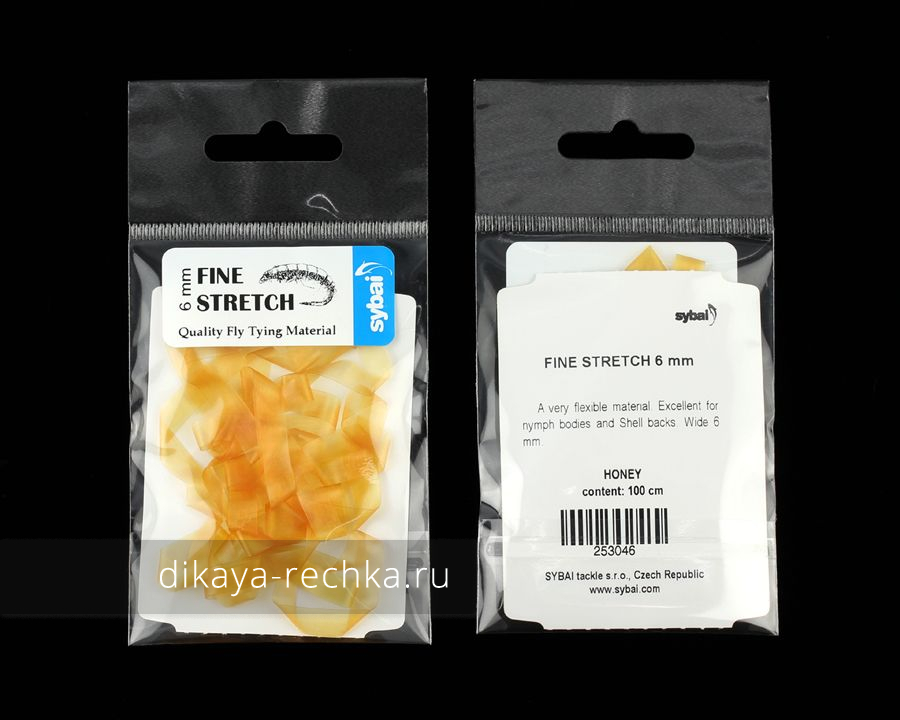 6 mm
FINE
STRETCH
sybai
Quality Fly Tying Material
sybai
FINE STRETCH 6 mm
A very flexible material. Excellent for
nymph bodies and Shell backs. Wide 6
mm.
HONEY
content: 100 cm
253046
SYBAI tackle s.r.o., Czech Republic
www.sybai.com
dikaya-rechka.ru